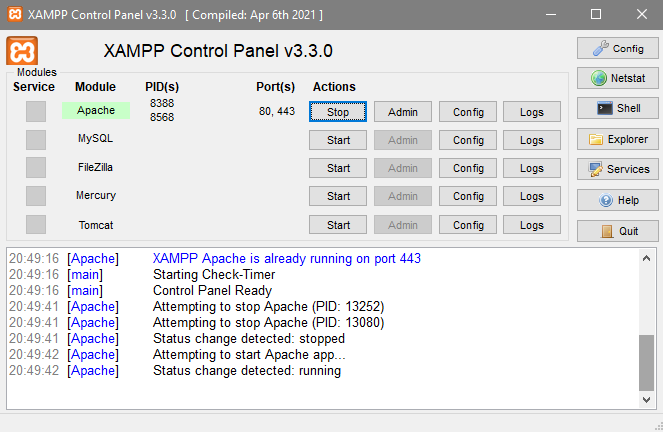 XAMPP Control Panel v3.3.0 [ Compiled: Apr 6th 2021 ]
XAMPP Control Panel v3.3.0
Config
Modules
Service Module PID(s) Port(s) Actions
Netstat
Apache 8388 8568 80, 443 Stop Admin Config Logs
Shell
MySQL Start Admin Config Logs
Explorer
FileZilla Start Admin Config Logs
Services
Mercury Start Admin Config Logs
Help
Tomcat Start Admin Config Logs
Quit
20:49:16 [Apache] XAMPP Apache is already running on port 443
20:49:16 [main] Starting Check-Timer
20:49:16 [main] Control Panel Ready
20:49:41 [Apache] Attempting to stop Apache (PID: 13252)
20:49:41 [Apache] Attempting to stop Apache (PID: 13080)
20:49:41 [Apache] Status change detected: stopped
20:49:42 [Apache] Attempting to start Apache app...
20:49:42 [Apache] Status change detected: running